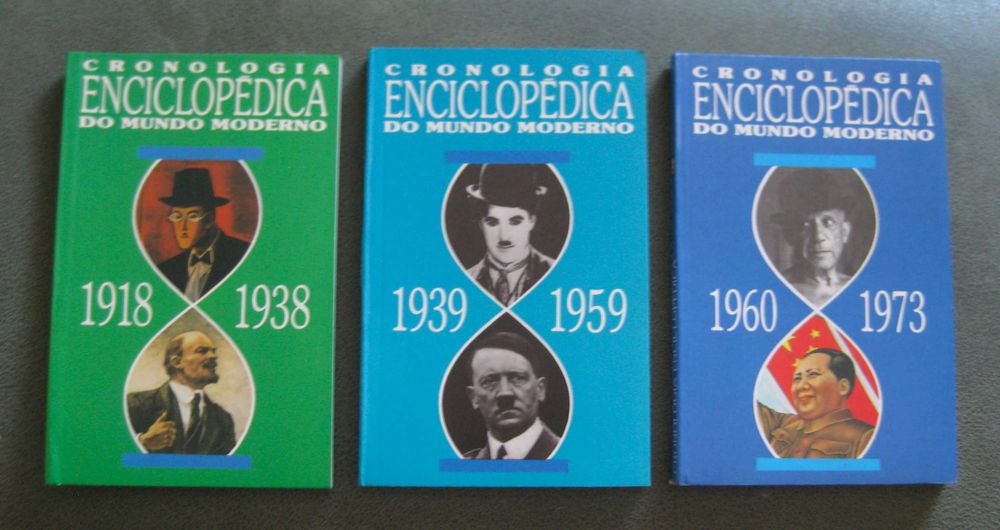 CRONOLOGIA
ENCICLOPÉDICA
DO MUNDO MODERNO
1918 1938
CRONOLOGIA
ENCICLOPÉDICA
DO MUNDO MODERNO
1939 1959
CRONOLOGIA
ENCICLOPÉDICA
DO MUNDO MODERNO
1960 1973